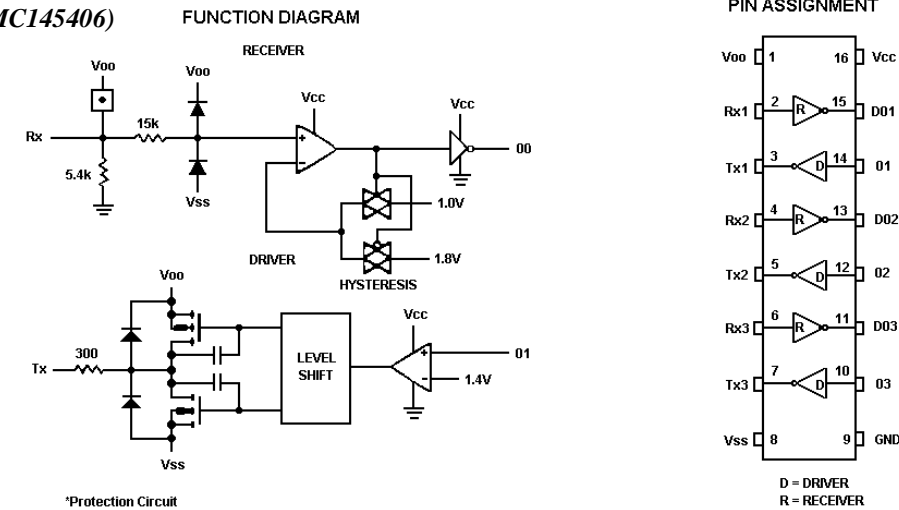 MC145406)
FUNCTION DIAGRAM
RECEIVER
Voo
Voo
Vcc
Vcc
Rx
15k
00
5.4k
Vss
1.0V
1.8V
DRIVER
HYSTERESIS
Voo
Vcc
Tx
300
LEVEL
SHIFT
01
1.4V
Vss
*Protection Circuit
PIN ASSIGNMENT
Voo 1 16 Vcc
Rx1 2 R 15 D01
Tx1 3 D 14 01
Rx2 4 R 13 D02
Tx2 5 D 12 02
Rx3 6 R 11 D03
Tx3 7 D 10 03
Vss 8 9 GND
D = DRIVER
R = RECEIVER